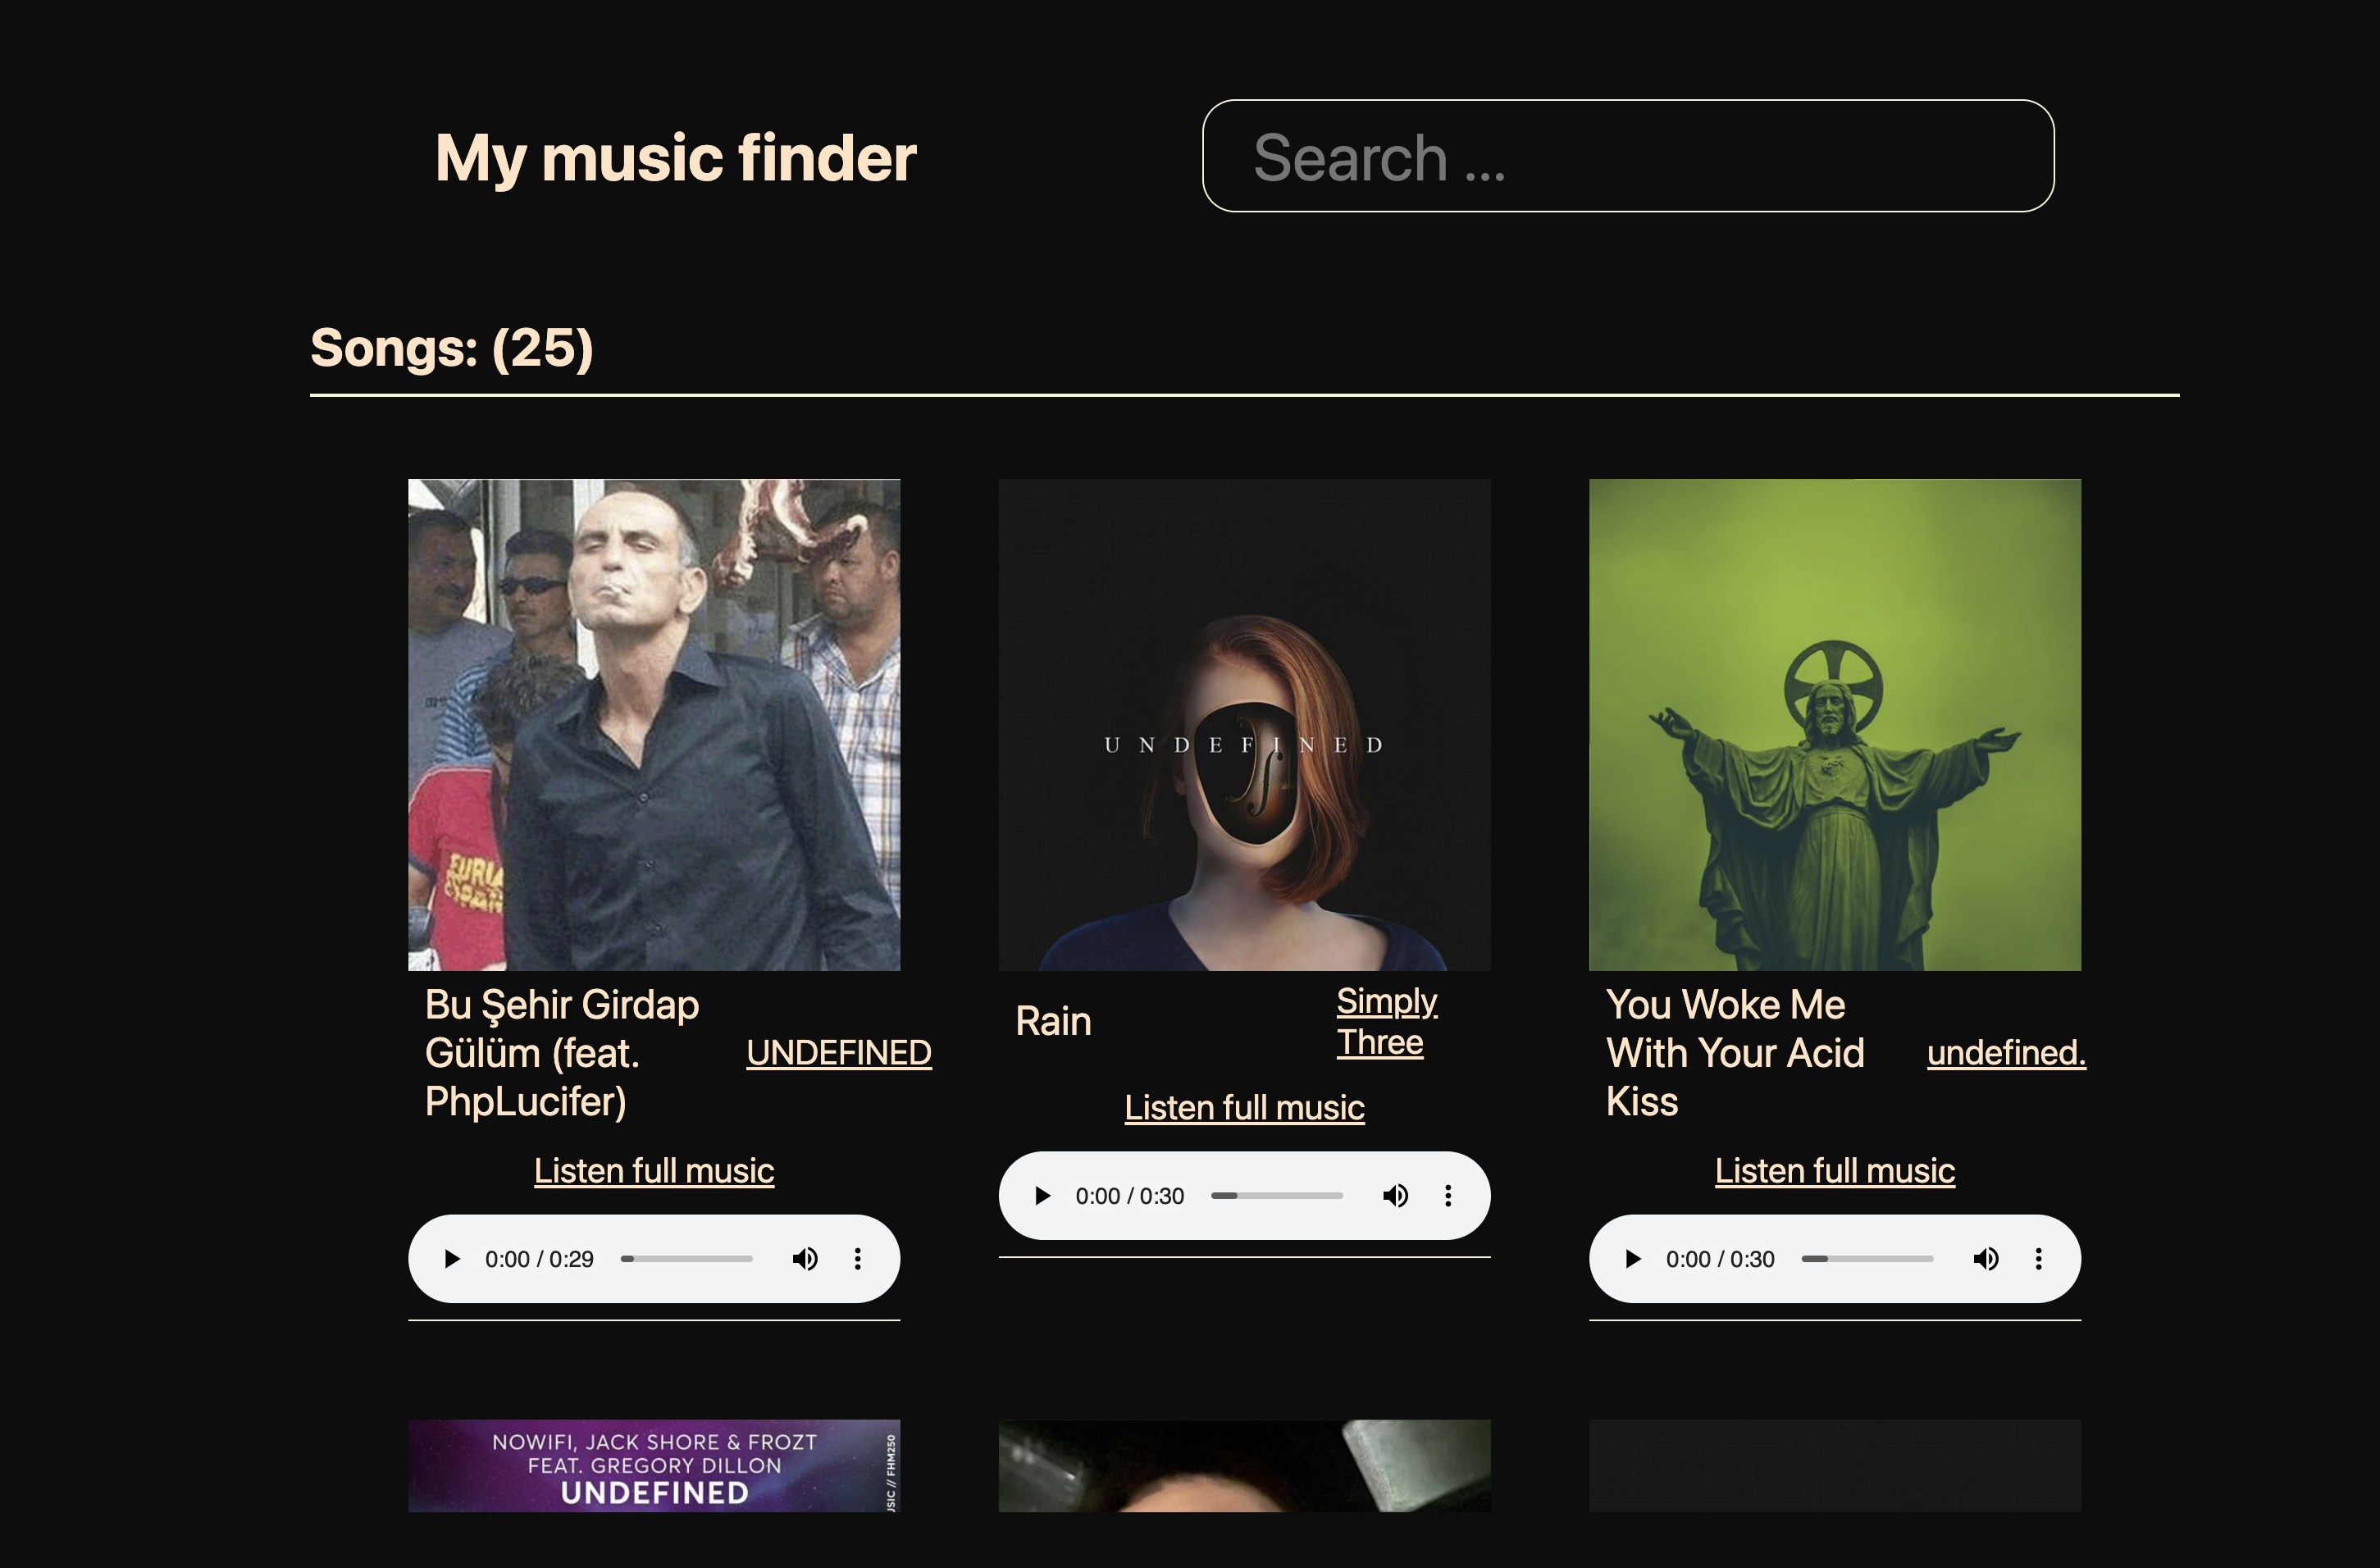 My music finder
Search ...
Songs: (25)
UNDEFINED
Bu Şehir Girdap
Gülüm (feat.
PhpLucifer)
UNDEFINED
Listen full music
0:00 / 0:29
Rain
Simply
Three
Listen full music
0:00 / 0:30
You Woke Me
With Your Acid
Kiss
undefined.
Listen full music
0:00 / 0:30
NOWIFI, JACK SHORE & FROZT
FEAT. GREGORY DILLON
UNDEFINED
FHM250